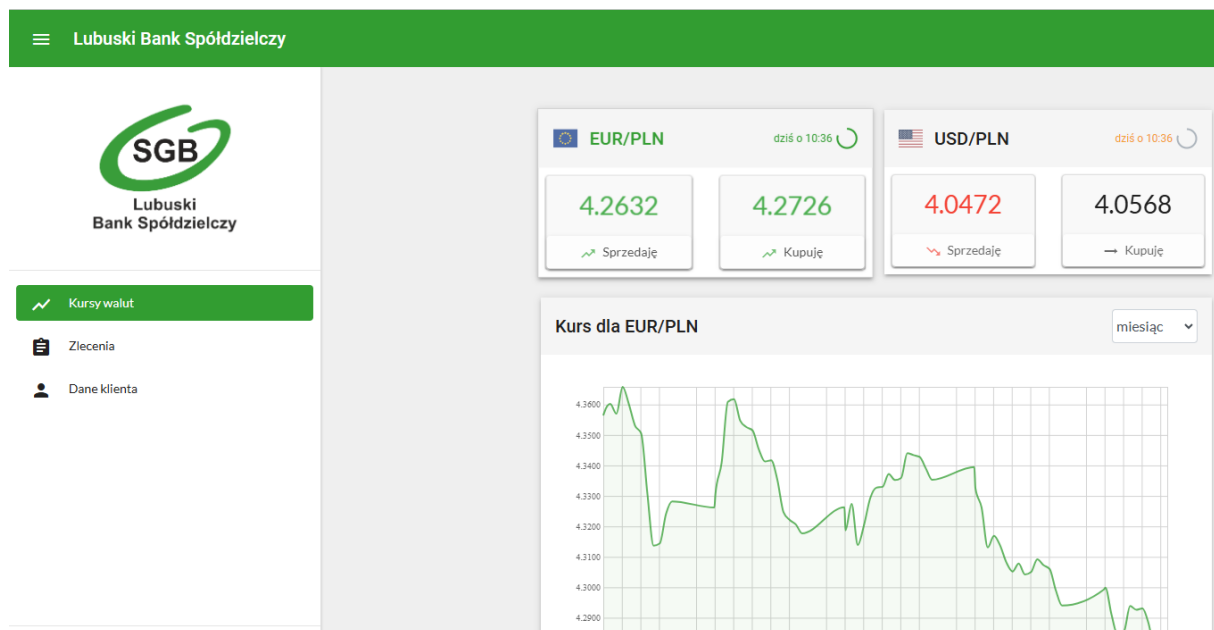 Lubuski Bank Spółdzielczy
SGB
Lubuski
Bank Spółdzielczy
Kursy walut
Zlecenia
Dane klienta
EUR/PLN
dziś o 10:36
4.2632
Sprzedaję
4.2726
Kupuję
USD/PLN
dziś o 10:36
4.0472
Sprzedaję
4.0568
Kupuję
Kurs dla EUR/PLN
miesiąc
4.3600
4.3500
4.3400
4.3300
4.3200
4.3100
4.3000
4.2900